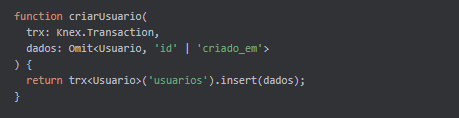 function criarUsuario(
  trx: Knex.Transaction,
  dados: Omit<Usuario, 'id' | 'criado_em'>
) {
  return trx<Usuario>('usuarios').insert(dados);
}